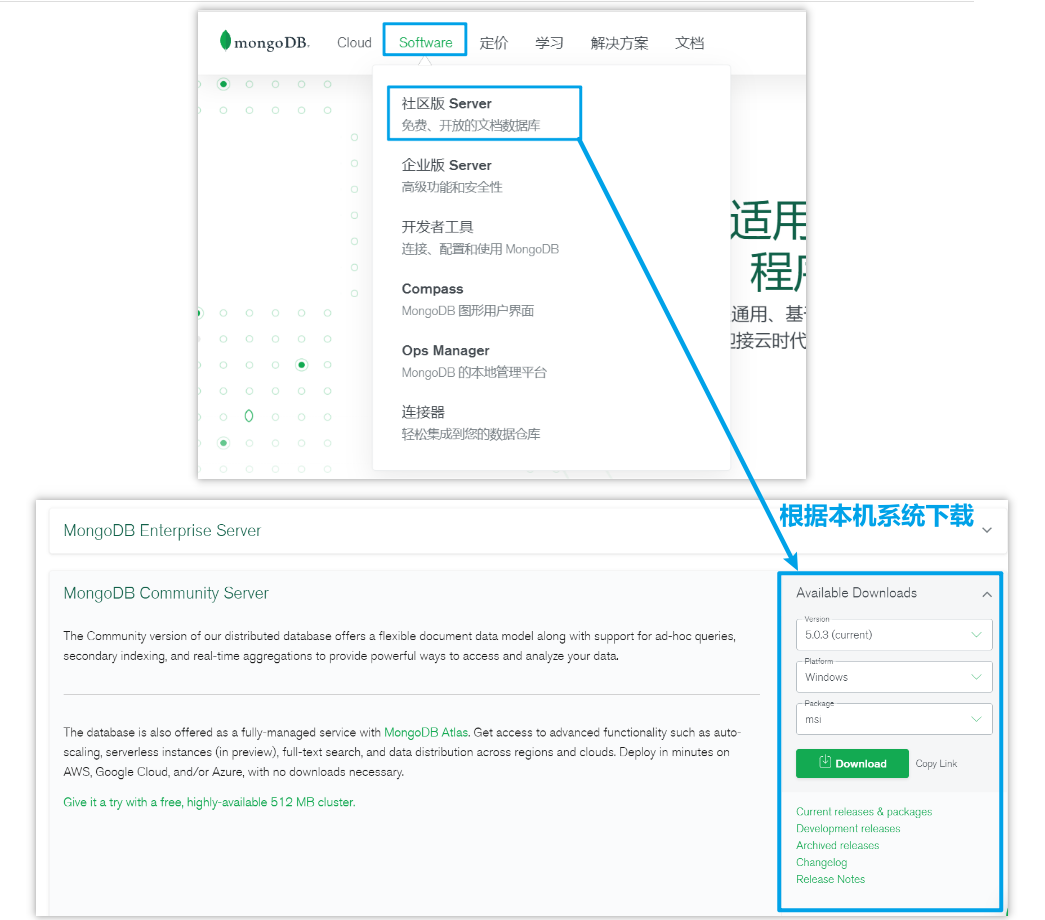 mongoDB.
Cloud
Software
定价
学习
解决方案
文档
社区版 Server
免费、开放的文档数据库
企业版 Server
高级功能和安全性
开发者工具
连接、配置和使用 MongoDB
Compass
MongoDB 图形用户界面
Ops Manager
MongoDB 的本地管理平台
连接器
轻松集成到您的数据仓库
适用
程序
通用、基于
迎接云时代
根据本机系统下载
MongoDB Enterprise Server
MongoDB Community Server
The Community version of our distributed database offers a flexible document data model along with support for ad-hoc queries,
secondary indexing, and real-time aggregations to provide powerful ways to access and analyze your data.
The database is also offered as a fully-managed service with MongoDB Atlas. Get access to advanced functionality such as auto-
scaling, serverless instances (in preview), full-text search, and data distribution across regions and clouds. Deploy in minutes on
AWS, Google Cloud, and/or Azure, with no downloads necessary.
Give it a try with a free, highly-available 512 MB cluster.
Available Downloads
Version
5.0.3 (current)
Platform
Windows
Package
msi
Download
Copy Link
Current releases & packages
Development releases
Archived releases
Changelog
Release Notes